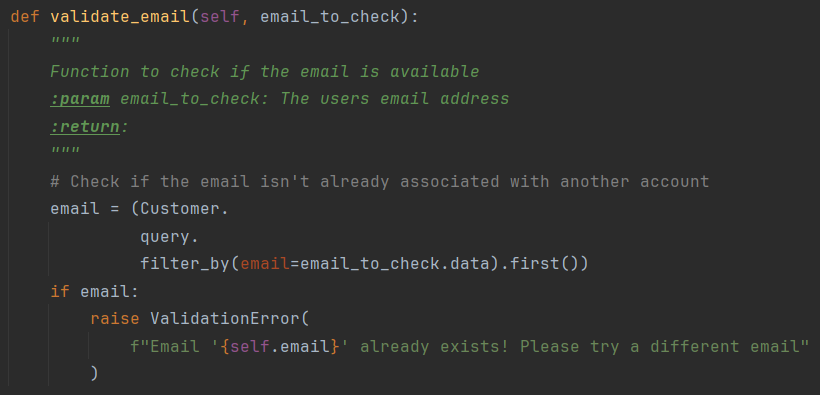 def validate_email(self, email_to_check):
    """
    Function to check if the email is available
    :param email_to_check: The users email address
    :return:
    """
    # Check if the email isn't already associated with another account
    email = (Customer.
             query.
             filter_by(email=email_to_check.data).first())
    if email:
        raise ValidationError(
            f"Email '{self.email}' already exists! Please try a different email"
        )